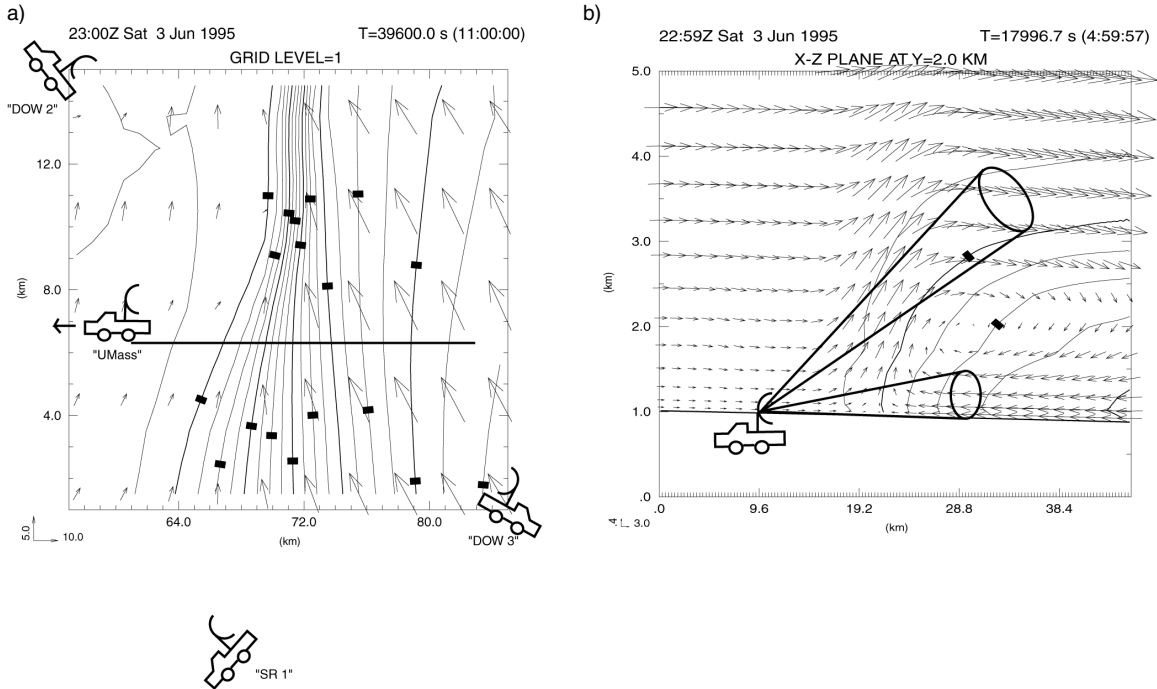 a)
23:00Z Sat 3 Jun 1995 T=39600.0 s (11:00:00)
GRID LEVEL=1
"DOW 2"
12.0
8.0
4.0
(km)
"UMass"
64.0 72.0 80.0
(km)
5.0
10.0
"DOW 3"
"SR 1"
b)
22:59Z Sat 3 Jun 1995 T=17996.7 s (4:59:57)
X-Z PLANE AT Y=2.0 KM
5.0
4.0
3.0
2.0
1.0
.0
(km)
.0 9.6 19.2 28.8 38.4
(km)
.4
3.0